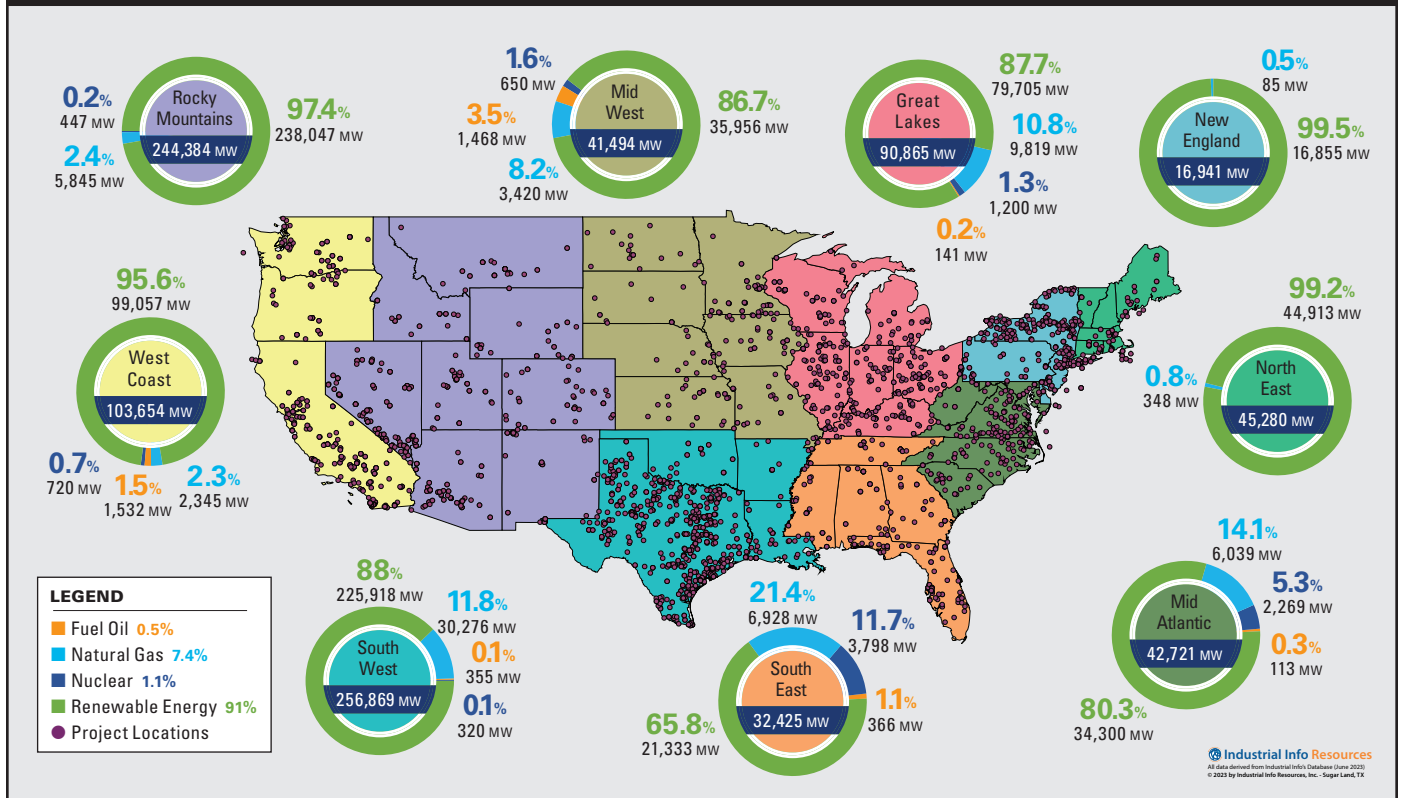 0.2%
447 MW
2.4%
5,845 MW
Rocky
Mountains
244,384 MW
97.4%
238,047 MW
1.6%
650 MW
3.5%
1,468 MW
8.2%
3,420 MW
Mid
West
41,494 MW
86.7%
35,956 MW
Great
Lakes
90,865 MW
87.7%
79,705 MW
10.8%
9,819 MW
1.3%
1,200 MW
0.2%
141 MW
0.5%
85 MW
New
England
16,941 MW
99.5%
16,855 MW
95.6%
99,057 MW
West
Coast
103,654 MW
0.7%
720 MW
1.5%
1,532 MW
2.3%
2,345 MW
99.2%
44,913 MW
0.8%
348 MW
North
East
45,280 MW
88%
225,918 MW
11.8%
30,276 MW
0.1%
355 MW
0.1%
320 MW
South
West
256,869 MW
21.4%
6,928 MW
11.7%
3,798 MW
1.1%
366 MW
65.8%
21,333 MW
South
East
32,425 MW
14.1%
6,039 MW
5.3%
2,269 MW
0.3%
113 MW
80.3%
34,300 MW
Mid
Atlantic
42,721 MW
LEGEND
Fuel Oil 0.5%
Natural Gas 7.4%
Nuclear 1.1%
Renewable Energy 91%
Project Locations
Industrial Info Resources
All data derived from Industrial Info's Database (June 2023)
© 2023 by Industrial Info Resources, Inc. - Sugar Land, TX